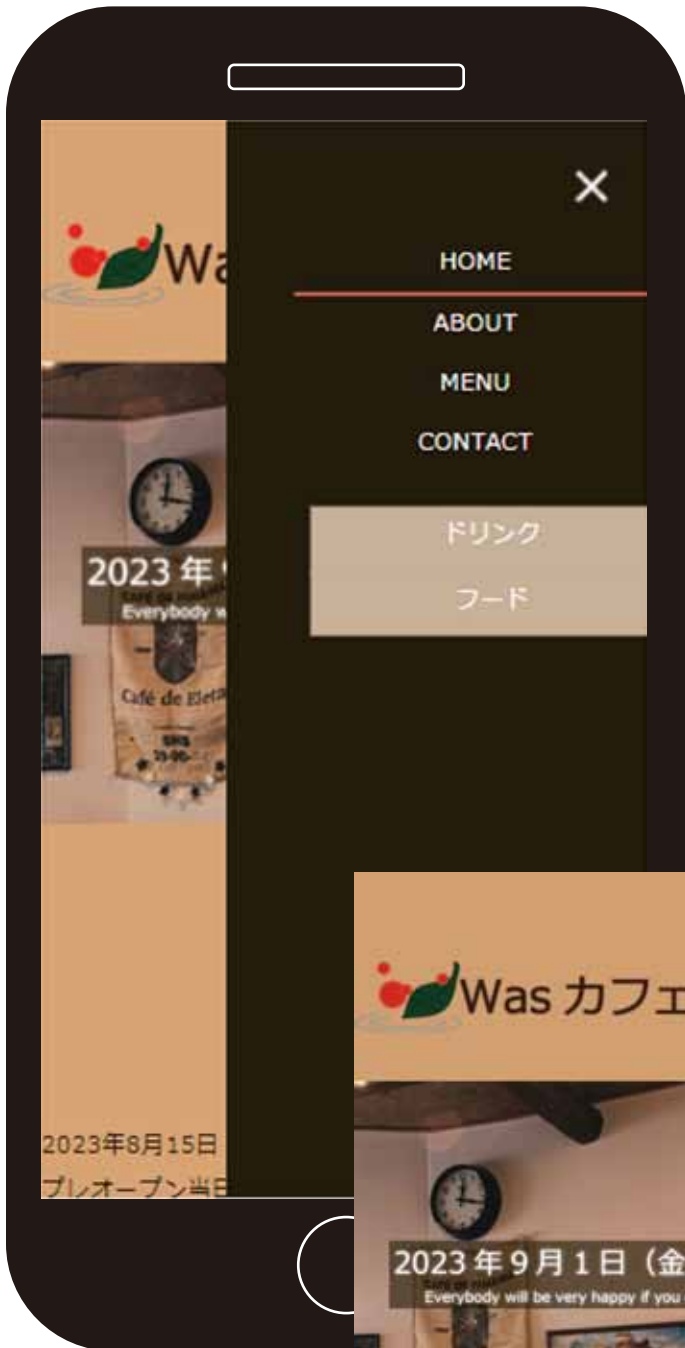 ×
Wa
HOME
ABOUT
MENU
CONTACT
ドリンク
フード
2023 年
Everybody w
Café de Eleta
2023年8月15日
プレオープン当日
Was カフェ
2023 年 9 月 1 日（金
Everybody will be very happy if you